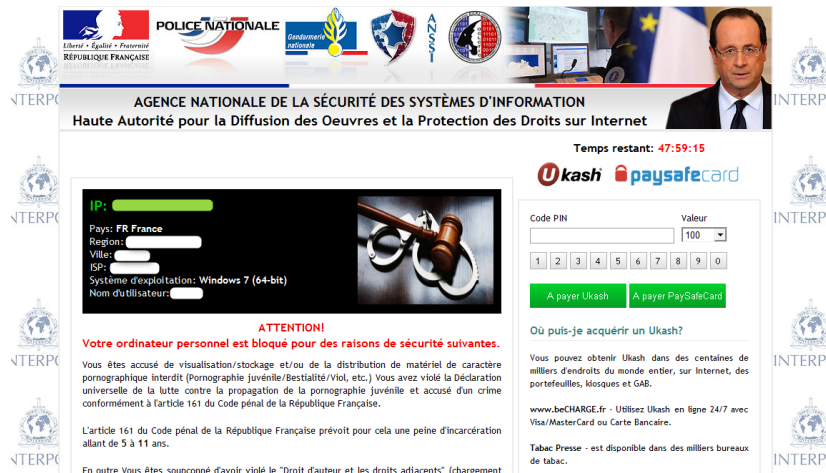 Liberté • Égalité • Fraternité
RÉPUBLIQUE FRANÇAISE
POLICE NATIONALE
Gendarmerie
nationale
ANSSI
AGENCE NATIONALE DE LA SÉCURITÉ DES SYSTÈMES D'INFORMATION
Haute Autorité pour la Diffusion des Oeuvres et la Protection des Droits sur Internet
INTERPOL
Temps restant: 47:59:15
Ukash paysafecard
IP:
Pays: FR France
Region:
Ville:
ISP:
Système d'exploitation: Windows 7 (64-bit)
Nom d'utilisateur:
ATTENTION!
Votre ordinateur personnel est bloqué pour des raisons de sécurité suivantes.
Vous êtes accusé de visualisation/stockage et/ou de la distribution de matériel de caractère
pornographique interdit (Pornographie juvénile/Bestialité/Viol, etc.) Vous avez violé la Déclaration
universelle de la lutte contre la propagation de la pornographie juvénile et accusé d'un crime
conformément à l'article 161 du Code pénal de la République Française.
L'article 161 du Code pénal de la République Française prévoit pour cela une peine d'incarcération
allant de 5 à 11 ans.
En outre Vous êtes soupçonné d'avoir violé le "Droit d'auteur et les droits adjacents" (chargement
Code PIN Valeur
100
1 2 3 4 5 6 7 8 9 0
A payer Ukash A payer PaySafeCard
Où puis-je acquérir un Ukash?
Vous pouvez obtenir Ukash dans des centaines de
milliers d'endroits du monde entier, sur Internet, des
portefeuilles, kiosques et GAB.
www.beCHARGE.fr - Utilisez Ukash en ligne 24/7 avec
Visa/MasterCard ou Carte Bancaire.
Tabac Presse - est disponible dans des milliers bureaux
de tabac.